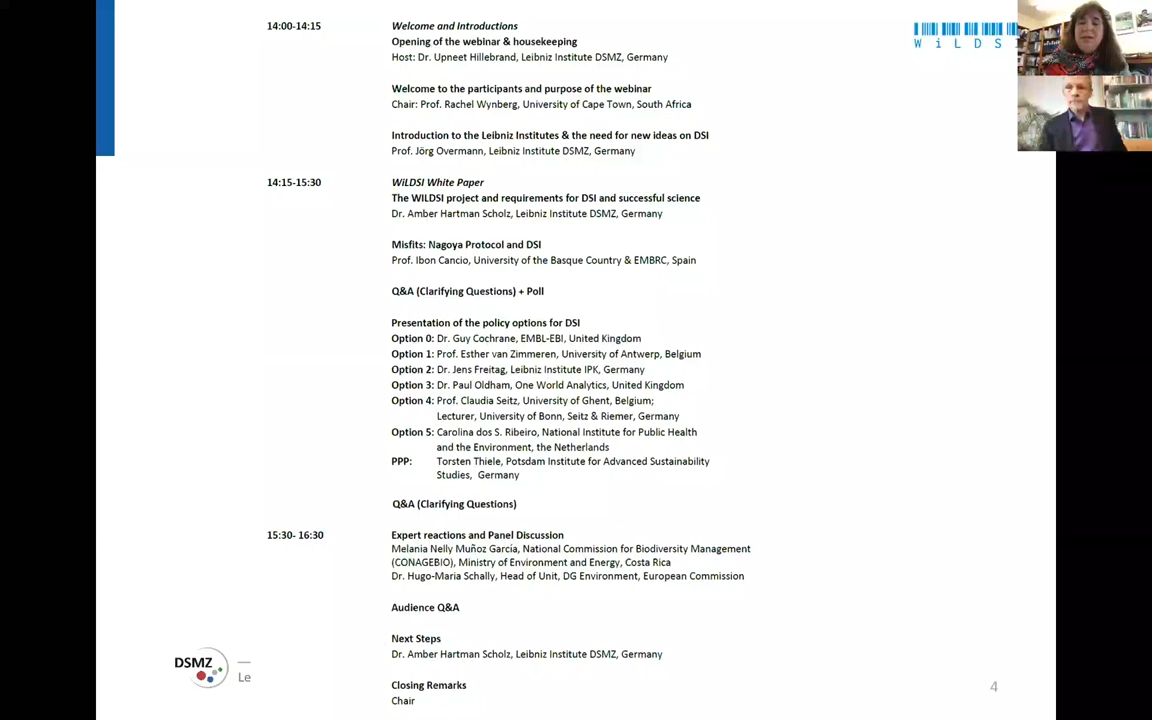 14:00-14:15
Welcome and Introductions
Opening of the webinar & housekeeping
Host: Dr. Upneet Hillebrand, Leibniz Institute DSMZ, Germany
WiLDSI
Welcome to the participants and purpose of the webinar
Chair: Prof. Rachel Wynberg, University of Cape Town, South Africa
Introduction to the Leibniz Institutes & the need for new ideas on DSI
Prof. Jörg Overmann, Leibniz Institute DSMZ, Germany
14:15-15:30
WiLDSI White Paper
The WILDSI project and requirements for DSI and successful science
Dr. Amber Hartman Scholz, Leibniz Institute DSMZ, Germany
Misfits: Nagoya Protocol and DSI
Prof. Ibon Cancio, University of the Basque Country & EMBRC, Spain
Q&A (Clarifying Questions) + Poll
Presentation of the policy options for DSI
Option 0: Dr. Guy Cochrane, EMBL-EBI, United Kingdom
Option 1: Prof. Esther van Zimmeren, University of Antwerp, Belgium
Option 2: Dr. Jens Freitag, Leibniz Institute IPK, Germany
Option 3: Dr. Paul Oldham, One World Analytics, United Kingdom
Option 4: Prof. Claudia Seitz, University of Ghent, Belgium;
Lecturer, University of Bonn, Seitz & Riemer, Germany
Option 5: Carolina dos S. Ribeiro, National Institute for Public Health
and the Environment, the Netherlands
PPP: Torsten Thiele, Potsdam Institute for Advanced Sustainability
Studies, Germany
Q&A (Clarifying Questions)
15:30- 16:30
Expert reactions and Panel Discussion
Melania Nelly Muñoz García, National Commission for Biodiversity Management
(CONAGEBIO), Ministry of Environment and Energy, Costa Rica
Dr. Hugo-Maria Schally, Head of Unit, DG Environment, European Commission
Audience Q&A
Next Steps
Dr. Amber Hartman Scholz, Leibniz Institute DSMZ, Germany
Closing Remarks
Chair
DSMZ
Le
4